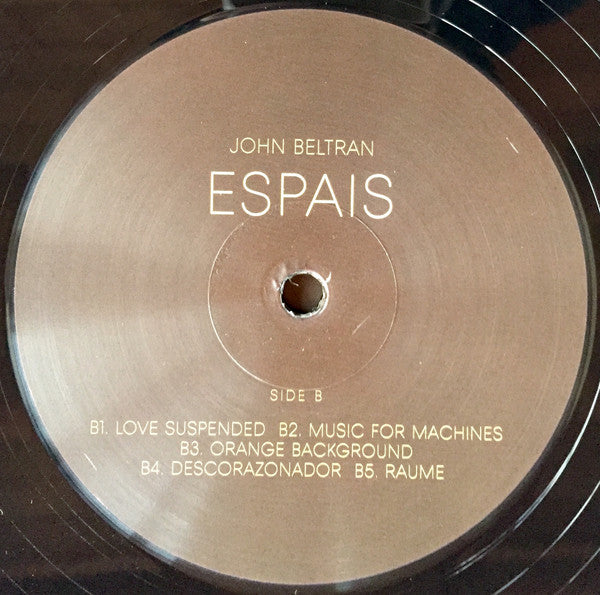 JOHN BELTRAN
ESPAIS
SIDE B
B1. LOVE SUSPENDED B2. MUSIC FOR MACHINES
B3. ORANGE BACKGROUND
B4. DESCORAZONADOR B5. RAUME